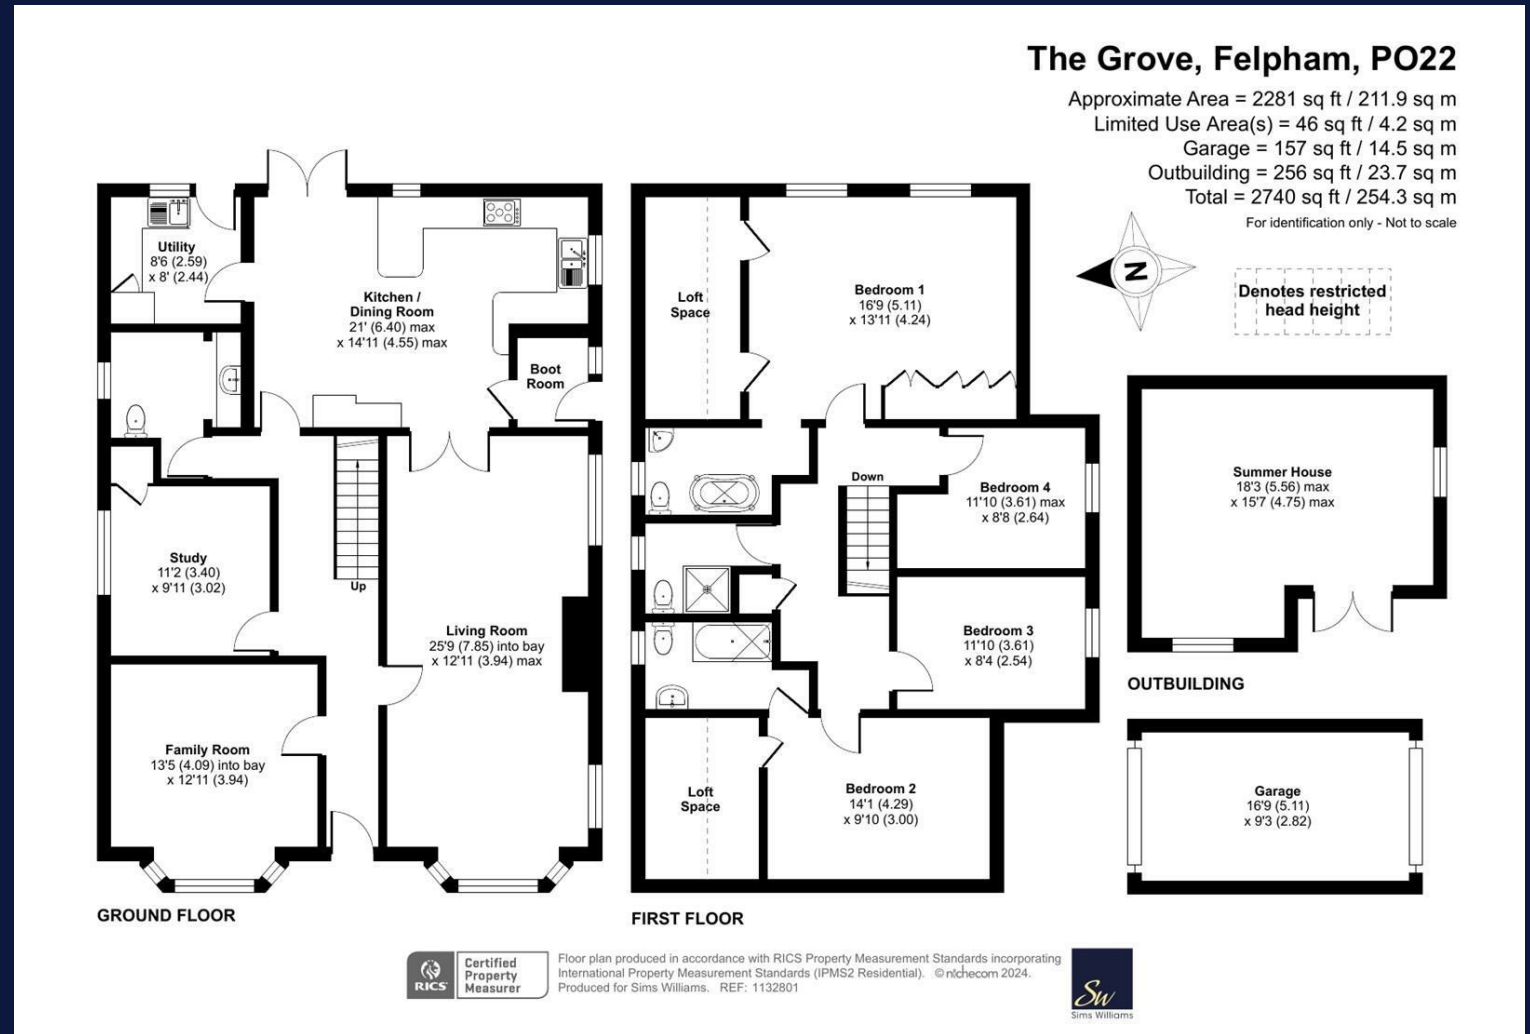 The Grove, Felpham, PO22
Approximate Area = 2281 sq ft / 211.9 sq m
Limited Use Area(s) = 46 sq ft / 4.2 sq m
Garage = 157 sq ft / 14.5 sq m
Outbuilding = 256 sq ft / 23.7 sq m
Total = 2740 sq ft / 254.3 sq m
For identification only - Not to scale
N
Denotes restricted
head height
Utility
8'6 (2.59)
x 8' (2.44)
Kitchen /
Dining Room
21' (6.40) max
x 14'11 (4.55) max
Boot
Room
Study
11'2 (3.40)
x 9'11 (3.02)
Up
Living Room
25'9 (7.85) into bay
x 12'11 (3.94) max
Family Room
13'5 (4.09) into bay
x 12'11 (3.94)
GROUND FLOOR
Loft
Space
Bedroom 1
16'9 (5.11)
x 13'11 (4.24)
Down
Bedroom 4
11'10 (3.61) max
x 8'8 (2.64)
Bedroom 3
11'10 (3.61)
x 8'4 (2.54)
Loft
Space
Bedroom 2
14'1 (4.29)
x 9'10 (3.00)
FIRST FLOOR
Summer House
18'3 (5.56) max
x 15'7 (4.75) max
OUTBUILDING
Garage
16'9 (5.11)
x 9'3 (2.82)
RICS
Certified
Property
Measurer
Floor plan produced in accordance with RICS Property Measurement Standards incorporating
International Property Measurement Standards (IPMS2 Residential). © nichecom 2024.
Produced for Sims Williams. REF: 1132801
Sw
Sims Williams